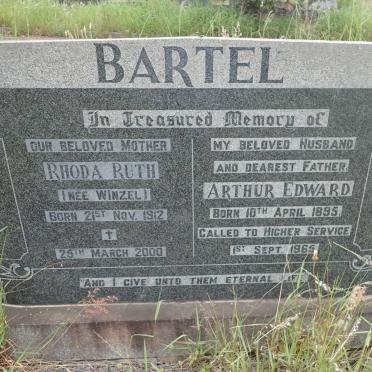 BARTEL
In Treasured Memory of
OUR BELOVED MOTHER
RHODA RUTH
(NEE WINZEL)
BORN 21ST NOV. 1912
25TH MARCH 2000
MY BELOVED HUSBAND
AND DEAREST FATHER
ARTHUR EDWARD
BORN 10TH APRIL 1895
CALLED TO HIGHER SERVICE
1ST SEPT. 1965
AND I GIVE UNTO THEM ETERNAL LIFE